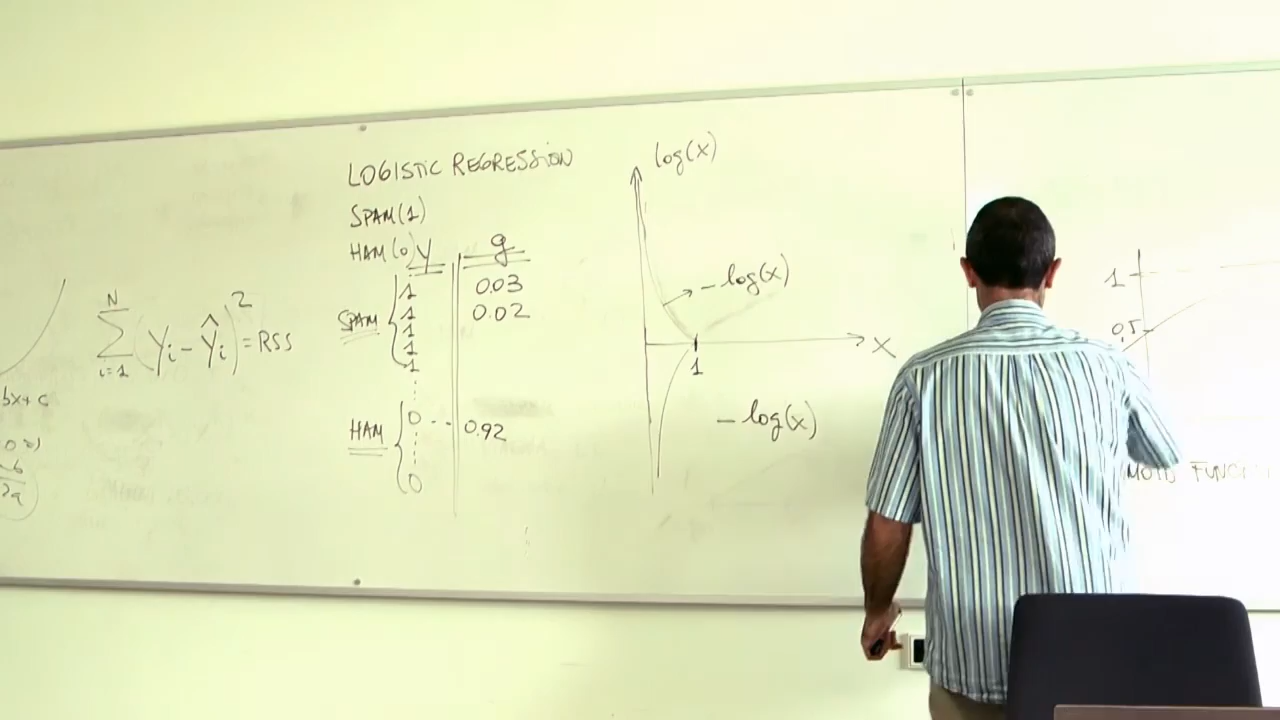 bx+c
N
∑ (Yi - Ŷi)² = RSS
i=1
LOGISTIC REGRESSION
SPAM(1)
HAM(0) y g
SPAM
1 0.03
1 0.02
1
1
1
HAM
0 0.92
0
log(x)
-log(x)
X
1
-log(x)
1
0,5